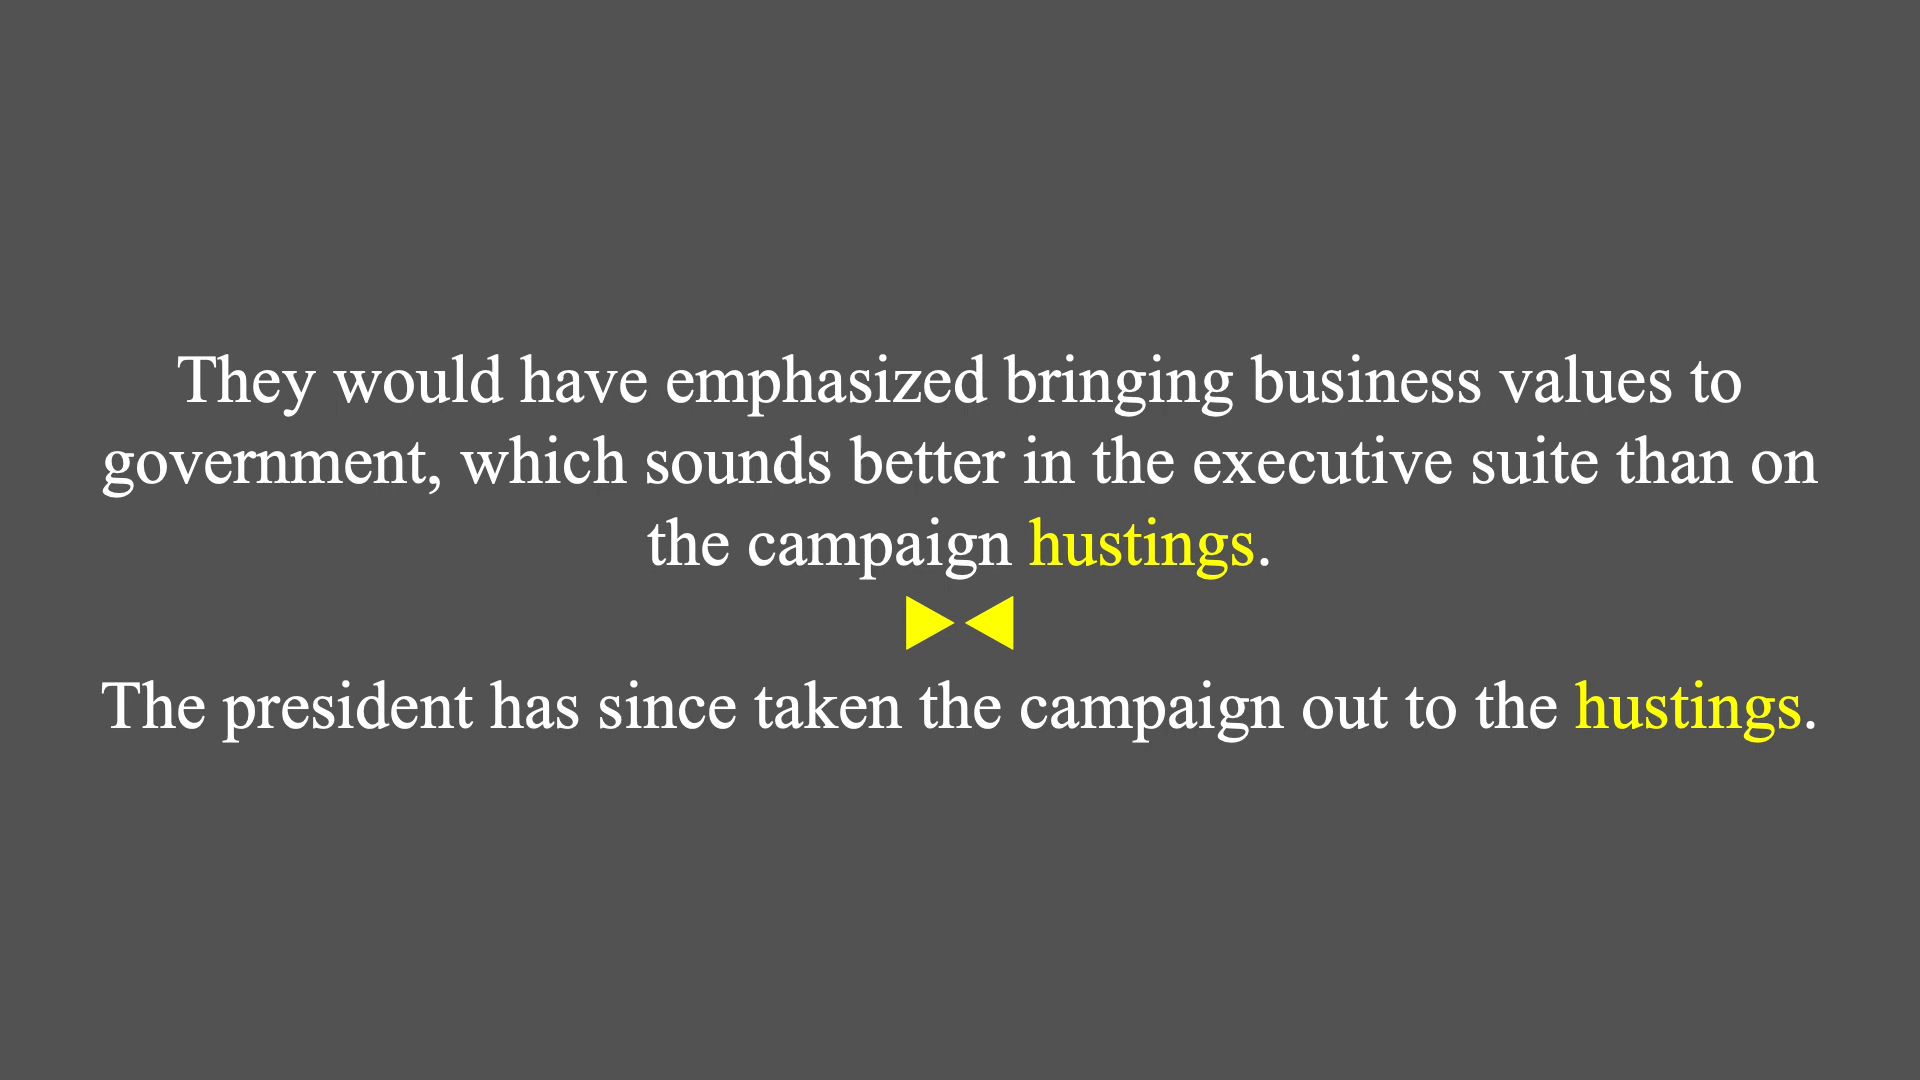 They would have emphasized bringing business values to
government, which sounds better in the executive suite than on
the campaign hustings.
▶◀
The president has since taken the campaign out to the hustings.